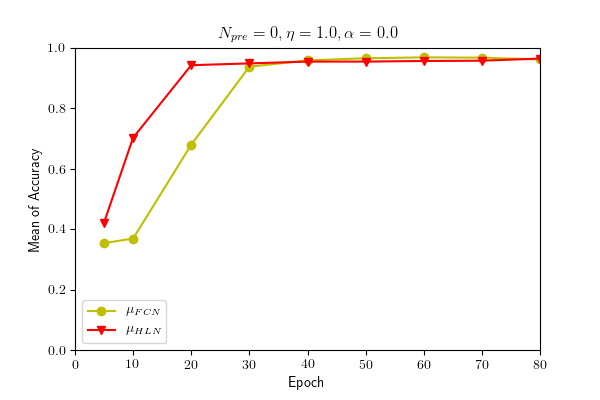 N_{pre} = 0, η = 1.0, α = 0.0
1.0
0.8
0.6
0.4
0.2
0.0
Mean of Accuracy
μ_{FCN}
μ_{HLN}
0 10 20 30 40 50 60 70 80
Epoch